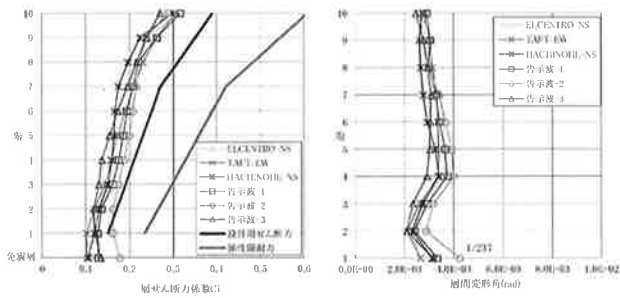 10
9
8
7
6
5
4
3
2
1
免震層
階
ELCENTRO-NS
TAFT-EW
HACHINOHE-NS
告示波-1
告示波-2
告示波-3
設計用せん断力
弾性限耐力
0
0.1
0.2
0.3
0.4
0.5
0.6
層せん断力係数(Ci)
10
9
8
7
6
5
4
3
2
1
階
ELCENTRO-NS
TAFT-EW
HACHINOHE-NS
告示波-1
告示波-2
告示波-3
1/237
0.0E+00
2.0E-03
4.0E-03
6.0E-03
8.0E-03
1.0E-02
層間変形角(rad)